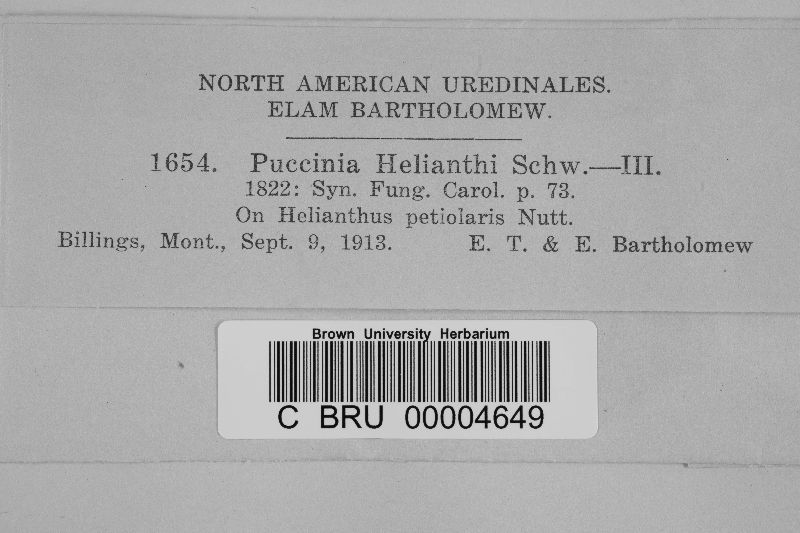 NORTH AMERICAN UREDINALES.
ELAM BARTHOLOMEW.
1654. Puccinia Helianthi Schw.—III.
1822: Syn. Fung. Carol. p. 73.
On Helianthus petiolaris Nutt.
Billings, Mont., Sept. 9, 1913. E. T. & E. Bartholomew
Brown University Herbarium
C BRU 00004649